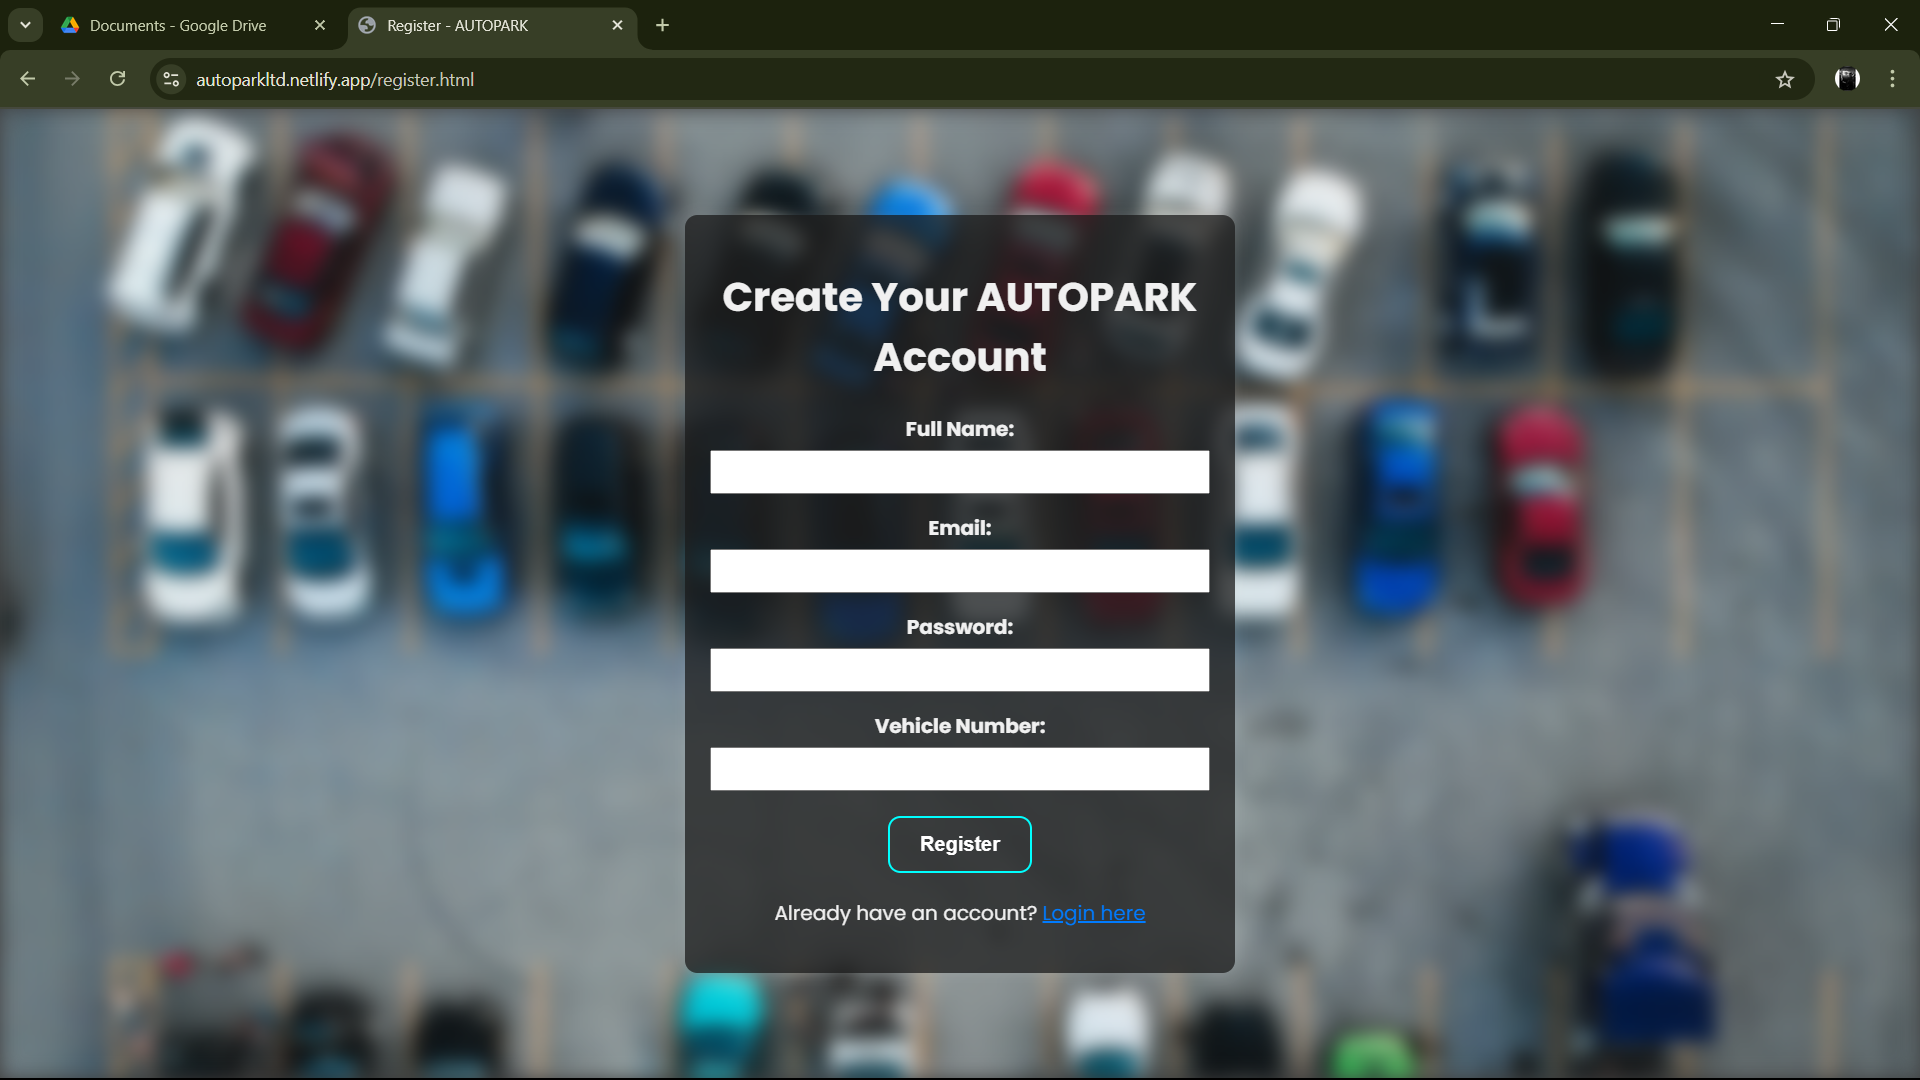 Documents - Google Drive
Register - AUTOPARK
autoparkltd.netlify.app/register.html
Create Your AUTOPARK
Account
Full Name:
Email:
Password:
Vehicle Number:
Register
Already have an account? Login here